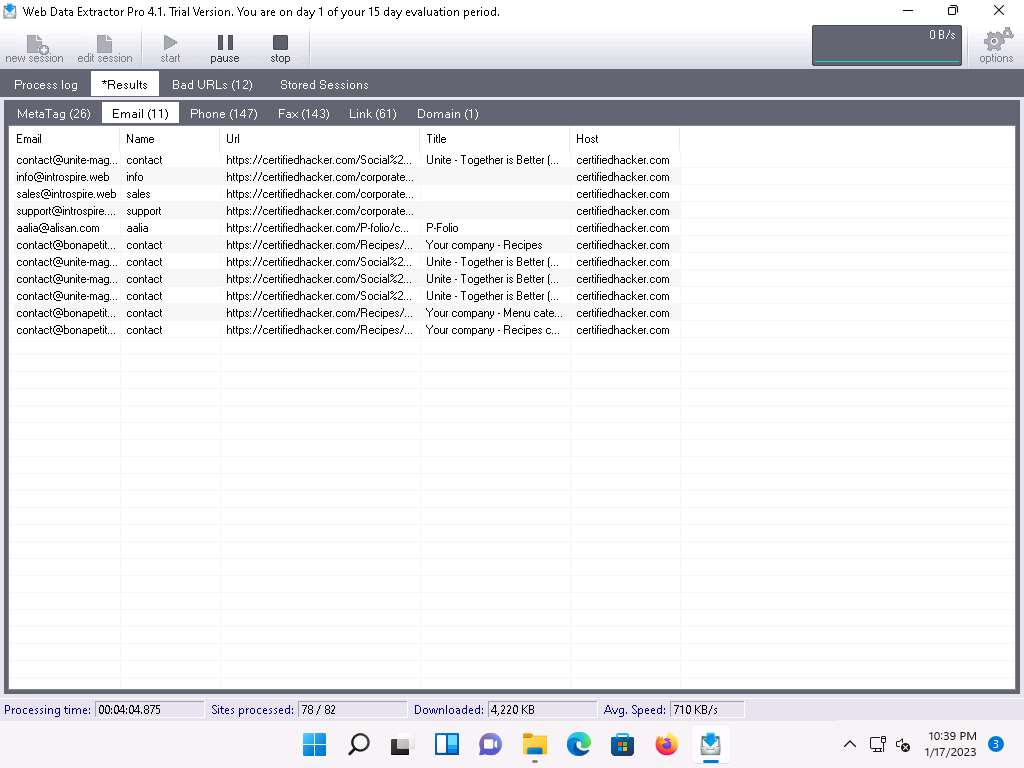 Web Data Extractor Pro 4.1. Trial Version. You are on day 1 of your 15 day evaluation period.
new session edit session start pause stop 0 B/s options
Process log *Results Bad URLs (12) Stored Sessions
MetaTag (26) Email (11) Phone (147) Fax (143) Link (61) Domain (1)
Email Name Url Title Host
contact@unite-mag... contact https://certifiedhacker.com/Social%2... Unite - Together is Better (... certifiedhacker.com
info@introspire.web info https://certifiedhacker.com/corporate... certifiedhacker.com
sales@introspire.web sales https://certifiedhacker.com/corporate... certifiedhacker.com
support@introspire.... support https://certifiedhacker.com/corporate... certifiedhacker.com
aalia@alisan.com aalia https://certifiedhacker.com/P-folio/c... P-Folio certifiedhacker.com
contact@bonapetit... contact https://certifiedhacker.com/Recipes/... Your company - Recipes certifiedhacker.com
contact@unite-mag... contact https://certifiedhacker.com/Social%2... Unite - Together is Better (... certifiedhacker.com
contact@unite-mag... contact https://certifiedhacker.com/Social%2... Unite - Together is Better (... certifiedhacker.com
contact@unite-mag... contact https://certifiedhacker.com/Social%2... Unite - Together is Better (... certifiedhacker.com
contact@bonapetit... contact https://certifiedhacker.com/Recipes/... Your company - Menu cate... certifiedhacker.com
contact@bonapetit... contact https://certifiedhacker.com/Recipes/... Your company - Recipes c... certifiedhacker.com
Processing time: 00:04:04.875 Sites processed: 78 / 82 Downloaded: 4,220 KB Avg. Speed: 710 KB/s
10:39 PM
1/17/2023
3